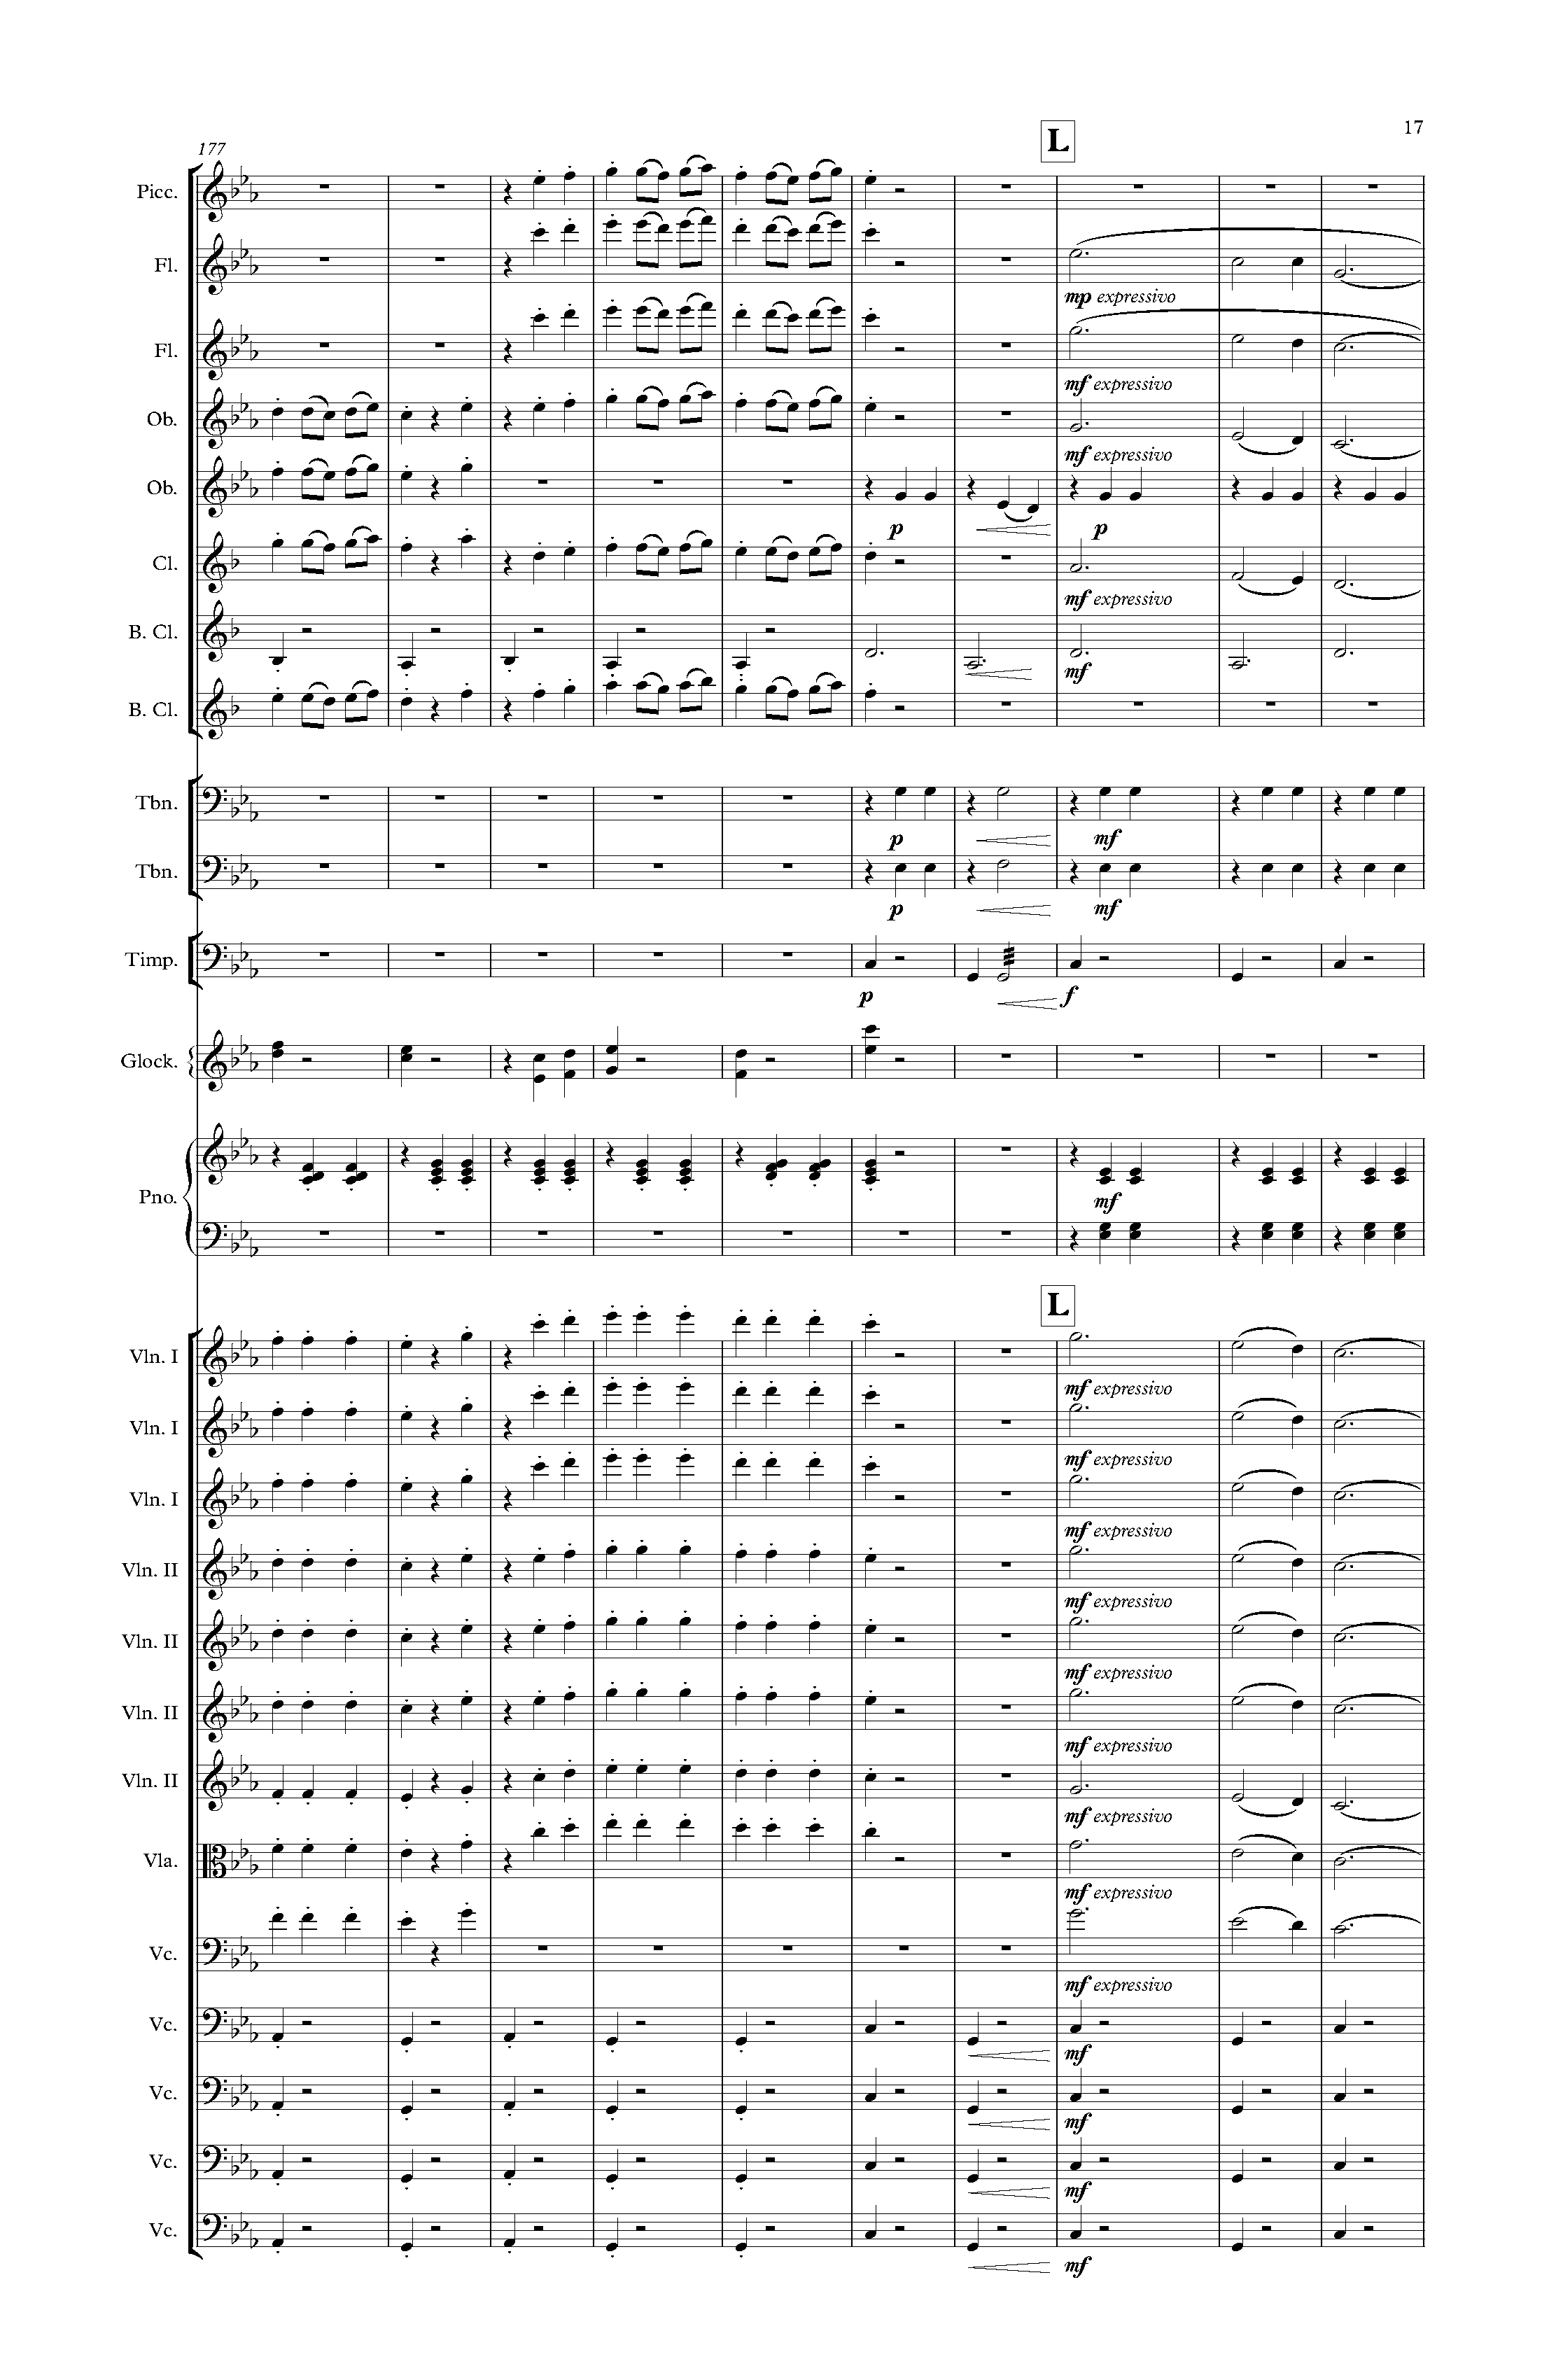 17
L
177
Picc.
Fl.
mp expressivo
Fl.
mf expressivo
Ob.
mf expressivo
Ob.
p p
Cl.
mf expressivo
B. Cl.
mf
B. Cl.
Tbn.
p mf
Tbn.
p mf
Timp.
p f
Glock.
Pno.
mf
L
Vln. I
mf expressivo
Vln. I
mf expressivo
Vln. I
mf expressivo
Vln. II
mf expressivo
Vln. II
mf expressivo
Vln. II
mf expressivo
Vln. II
mf expressivo
Vla.
mf expressivo
Vc.
mf expressivo
Vc.
mf
Vc.
mf
Vc.
mf
Vc.
mf